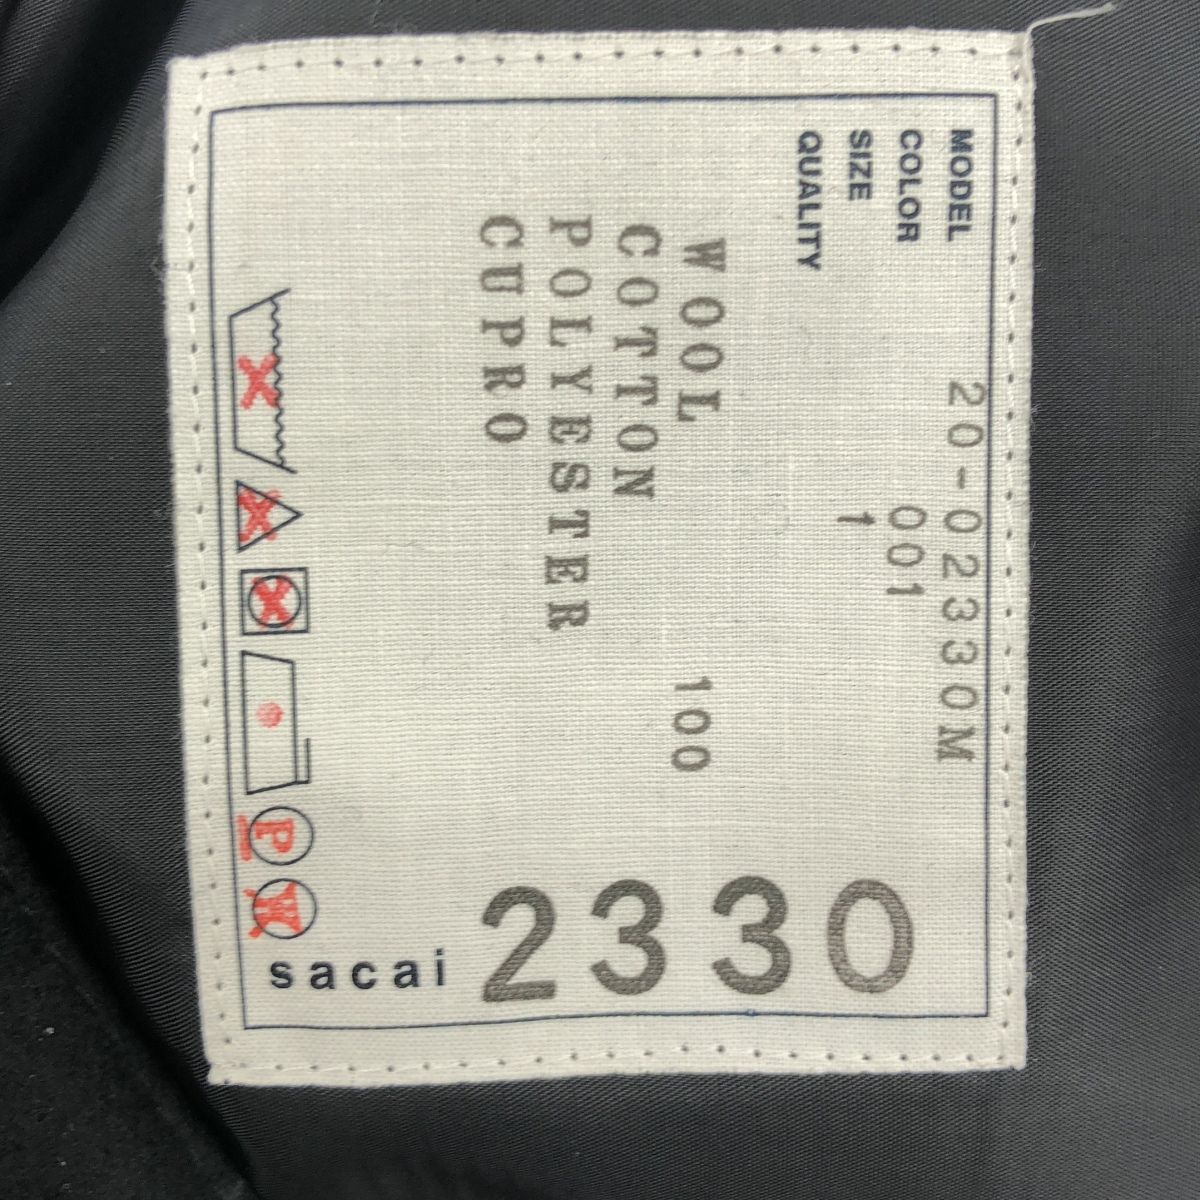 MODEL 20-02330M
COLOR 001
SIZE 1
QUALITY
WOOL 100
COTTON
POLYESTER
CUPRO
P W
sacai
2330